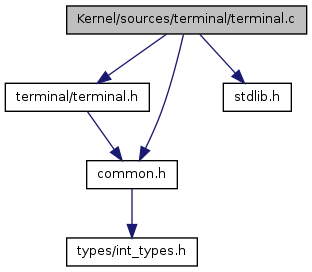 Kernel/sources/terminal/terminal.c
terminal/terminal.h
stdlib.h
common.h
types/int_types.h